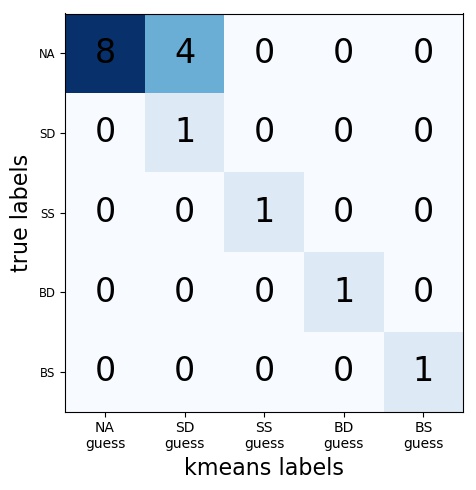 NA 8 4 0 0 0
SD 0 1 0 0 0
SS 0 0 1 0 0
BD 0 0 0 1 0
BS 0 0 0 0 1
true labels
NA SD SS BD BS
guess guess guess guess guess
kmeans labels